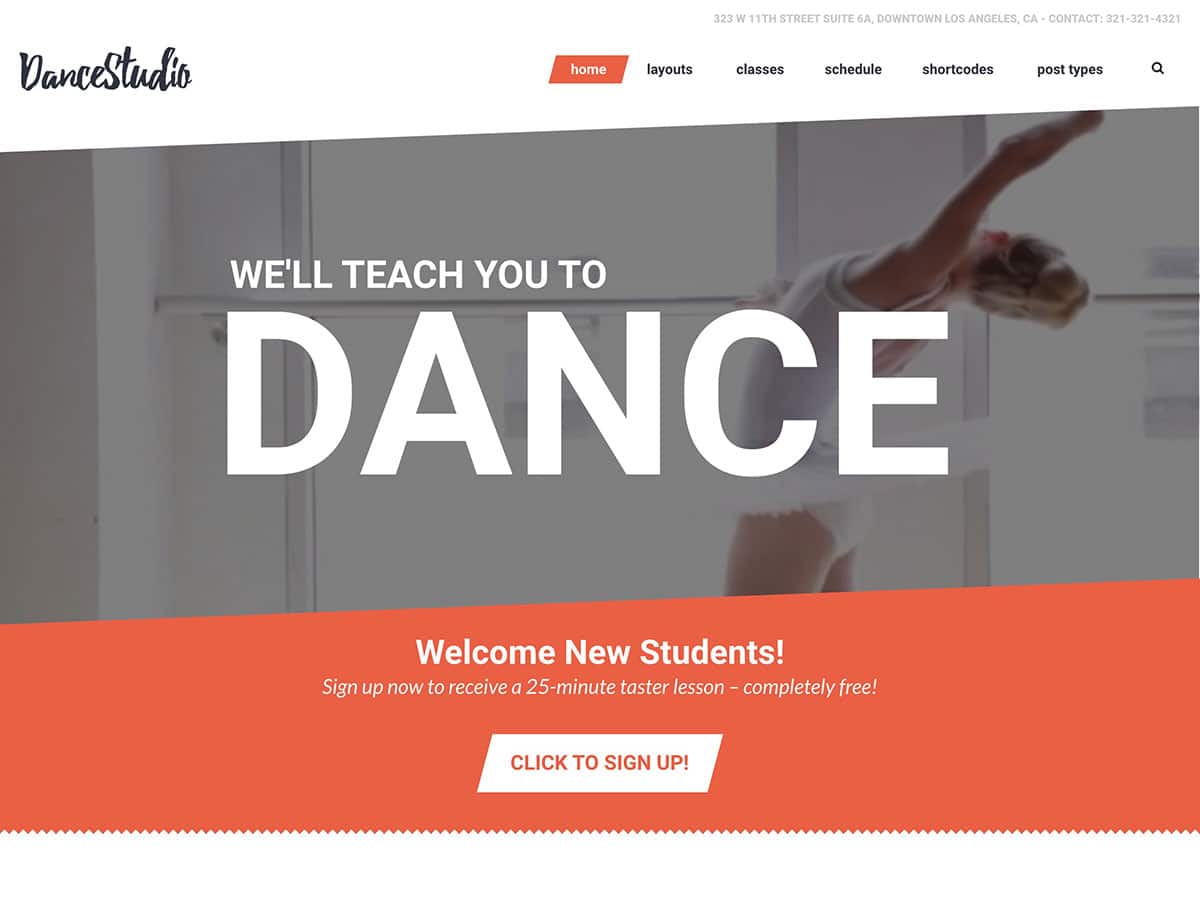 323 W 11TH STREET SUITE 6A, DOWNTOWN LOS ANGELES, CA - CONTACT: 321-321-4321
DanceStudio
home layouts classes schedule shortcodes post types
WE'LL TEACH YOU TO
DANCE
Welcome New Students!
Sign up now to receive a 25-minute taster lesson – completely free!
CLICK TO SIGN UP!